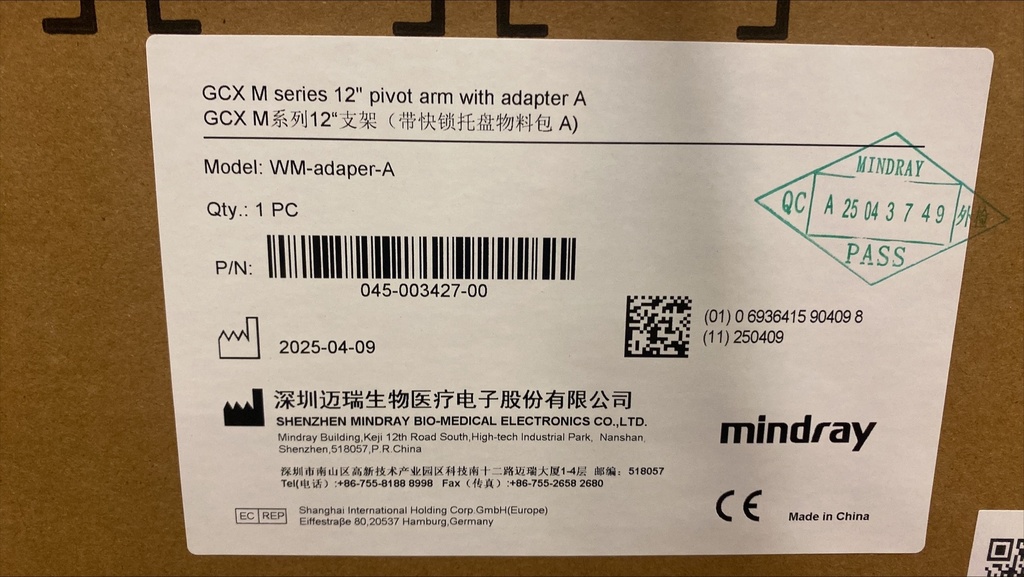 GCX M series 12" pivot arm with adapter A
GCX M系列12“支架（带快锁托盘物料包 A)
Model: WM-adaper-A
Qty.: 1 PC
P/N:
045-003427-00
MINDRAY
QC A 25 04 3 7 4 9 外检
PASS
(01) 0 6936415 90409 8
(11) 250409
2025-04-09
深圳迈瑞生物医疗电子股份有限公司
SHENZHEN MINDRAY BIO-MEDICAL ELECTRONICS CO.,LTD.
Mindray Building,Keji 12th Road South,High-tech Industrial Park, Nanshan,
Shenzhen,518057,P.R.China
mindray
深圳市南山区高新技术产业园区科技南十二路迈瑞大厦1-4层 邮编：518057
Tel(电话）:+86-755-8188 8998 Fax（传真）:+86-755-2658 2680
EC REP
Shanghai International Holding Corp.GmbH(Europe)
Eiffestraße 80,20537 Hamburg,Germany
CE
Made in China